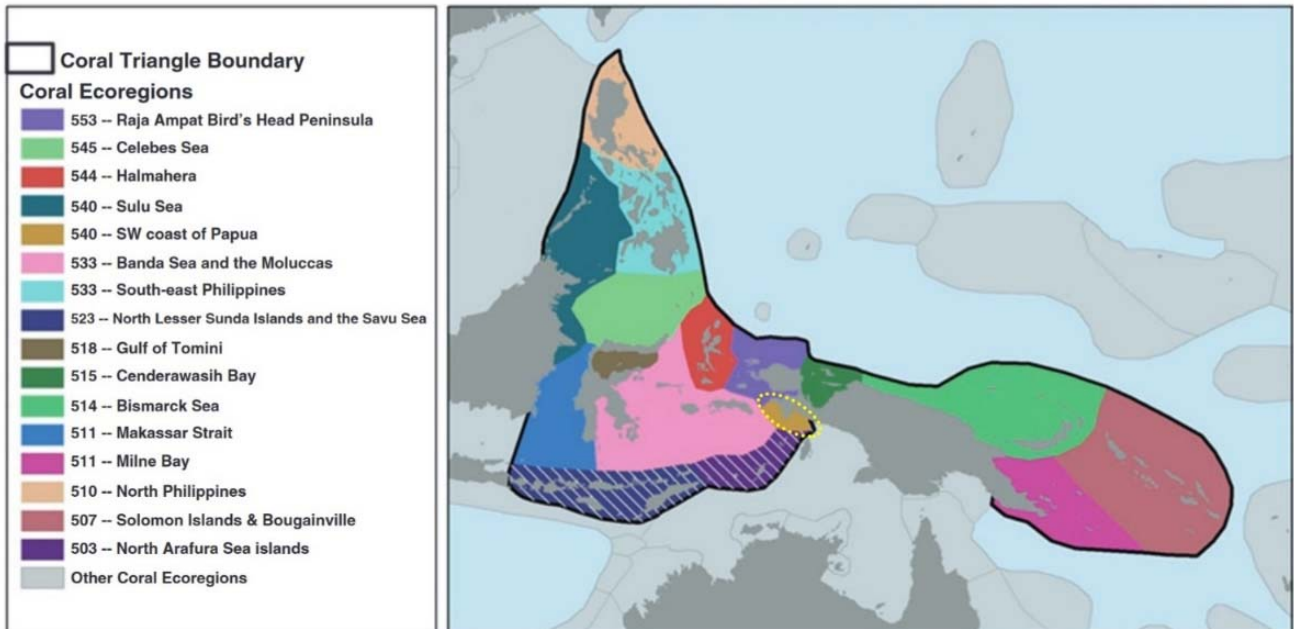 Coral Triangle Boundary
Coral Ecoregions
553 -- Raja Ampat Bird's Head Peninsula
545 -- Celebes Sea
544 -- Halmahera
540 -- Sulu Sea
540 -- SW coast of Papua
533 -- Banda Sea and the Moluccas
533 -- South-east Philippines
523 -- North Lesser Sunda Islands and the Savu Sea
518 -- Gulf of Tomini
515 -- Cenderawasih Bay
514 -- Bismarck Sea
511 -- Makassar Strait
511 -- Milne Bay
510 -- North Philippines
507 -- Solomon Islands & Bougainville
503 -- North Arafura Sea islands
Other Coral Ecoregions